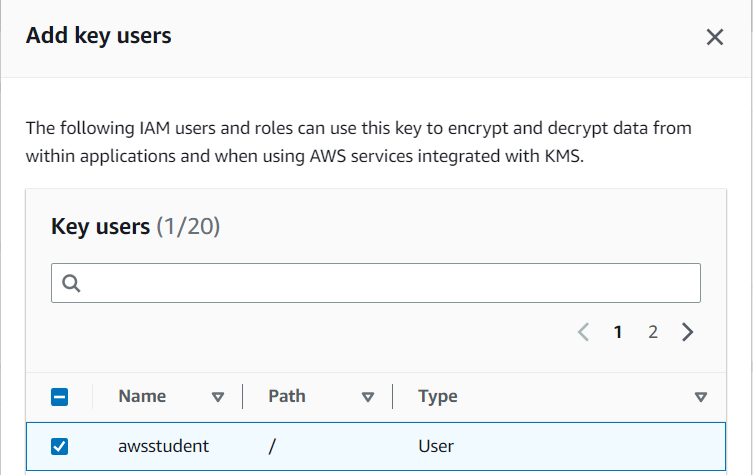 Add key users
The following IAM users and roles can use this key to encrypt and decrypt data from
within applications and when using AWS services integrated with KMS.
Key users (1/20)
1 2
Name Path Type
awsstudent / User